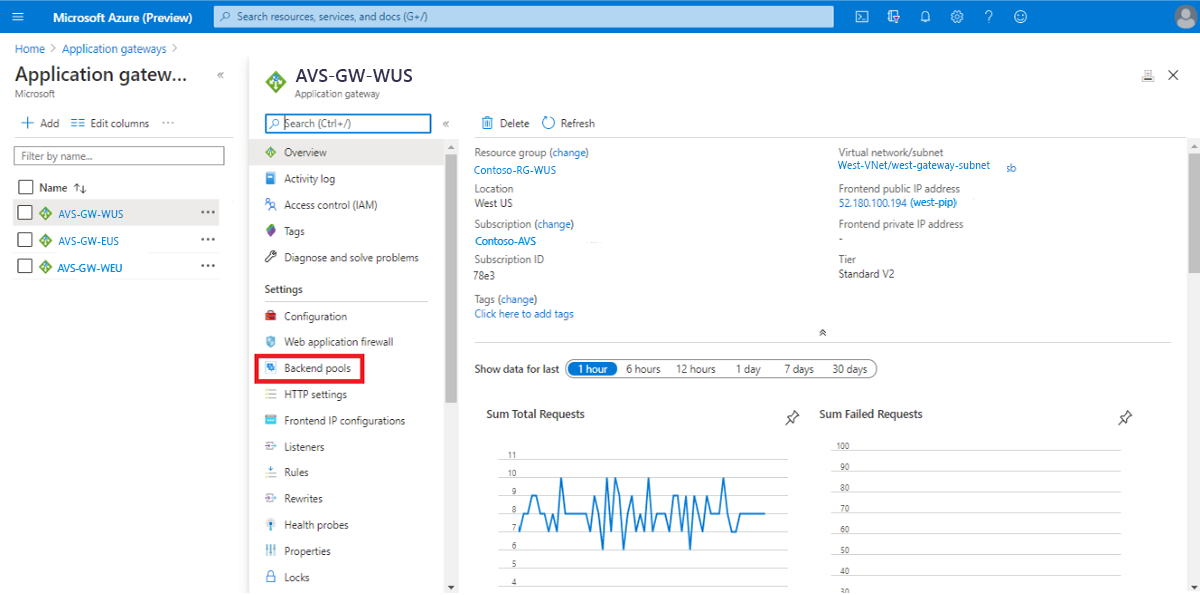 Microsoft Azure (Preview)
Search resources, services, and docs (G+/)
Home > Application gateways >
Application gatew... «
Microsoft
+ Add Edit columns ...
Filter by name...
Name ↑↓
AVS-GW-WUS ...
AVS-GW-EUS ...
AVS-GW-WEU ...
AVS-GW-WUS
Application gateway
Search (Ctrl+/) «
Overview
Activity log
Access control (IAM)
Tags
Diagnose and solve problems
Settings
Configuration
Web application firewall
Backend pools
HTTP settings
Frontend IP configurations
Listeners
Rules
Rewrites
Health probes
Properties
Locks
Delete Refresh
Resource group (change)
Contoso-RG-WUS
Location
West US
Subscription (change)
Contoso-AVS
Subscription ID
78e3
Tags (change)
Click here to add tags
Virtual network/subnet
West-VNet/west-gateway-subnet sb
Frontend public IP address
52.180.100.194 (west-pip)
Frontend private IP address
-
Tier
Standard V2
Show data for last 1 hour 6 hours 12 hours 1 day 7 days 30 days
Sum Total Requests
11
10
9
8
7
6
5
4
Sum Failed Requests
100
90
80
70
60
50
40
30